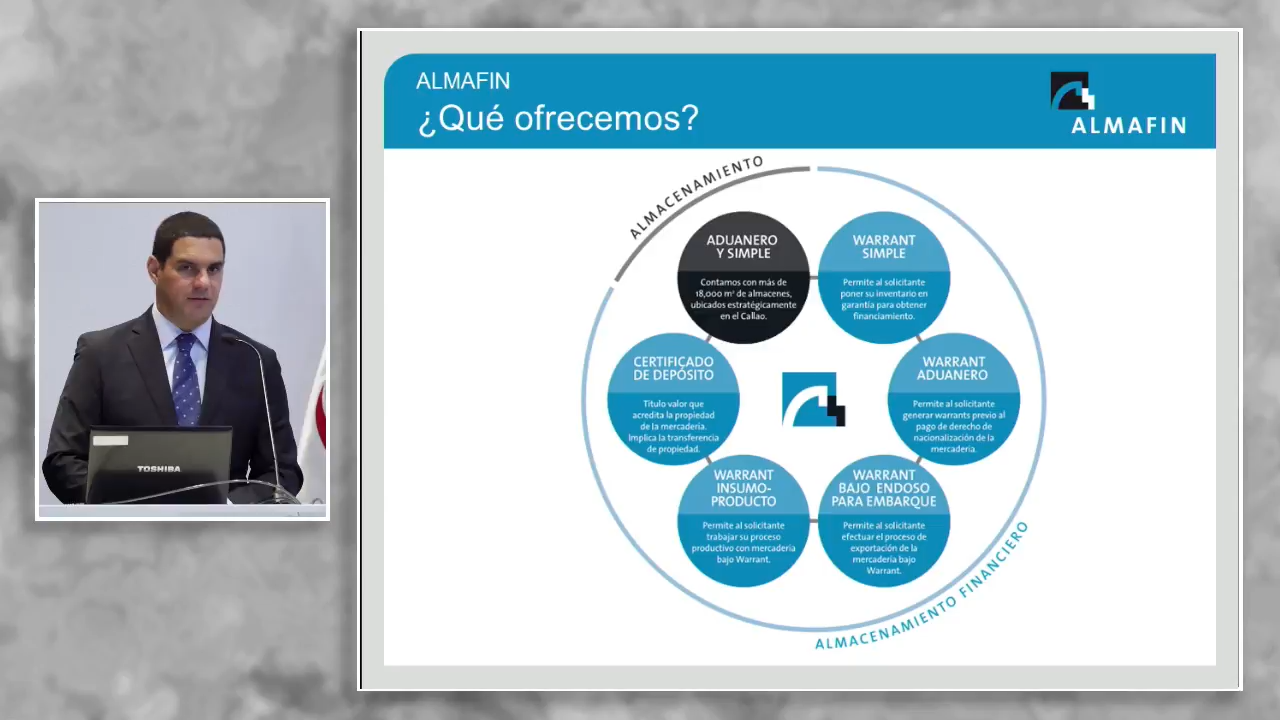 ALMAFIN
¿Qué ofrecemos?
ALMAFIN
ALMACENAMIENTO
ADUANERO
Y SIMPLE
Contamos con más de
18,000 m² de almacenes,
ubicados estratégicamente
en el Callao.
WARRANT
SIMPLE
Permite al solicitante
poner su inventario en
garantía para obtener
financiamiento.
CERTIFICADO
DE DEPÓSITO
Título valor que
acredita la propiedad
de la mercadería.
Implica la transferencia
de propiedad.
WARRANT
ADUANERO
Permite al solicitante
generar warrants previo al
pago de derecho de
nacionalización de la
mercadería.
WARRANT
INSUMO-
PRODUCTO
Permite al solicitante
trabajar su proceso
productivo con mercadería
bajo Warrant.
WARRANT
BAJO ENDOSO
PARA EMBARQUE
Permite al solicitante
efectuar el proceso de
exportación de la
mercadería bajo
Warrant.
ALMACENAMIENTO FINANCIERO
TOSHIBA